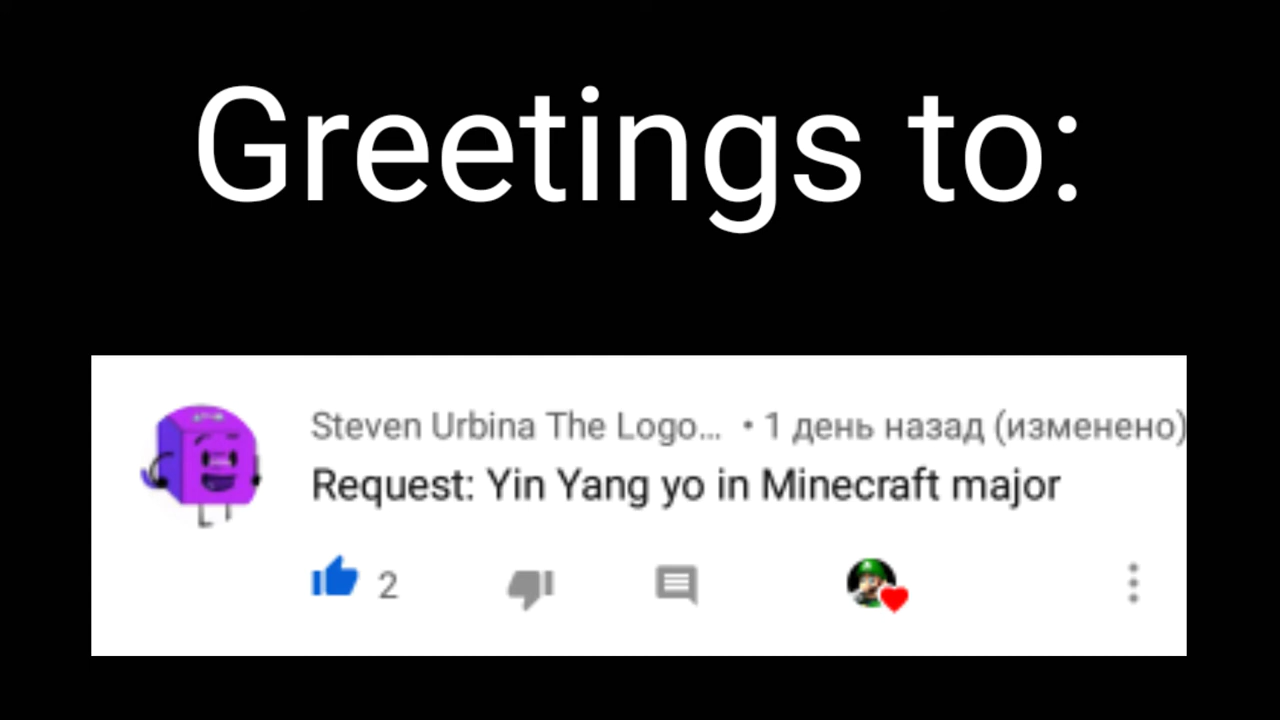 Greetings to:
Steven Urbina The Logo... • 1 день назад (изменено)
Request: Yin Yang yo in Minecraft major
2